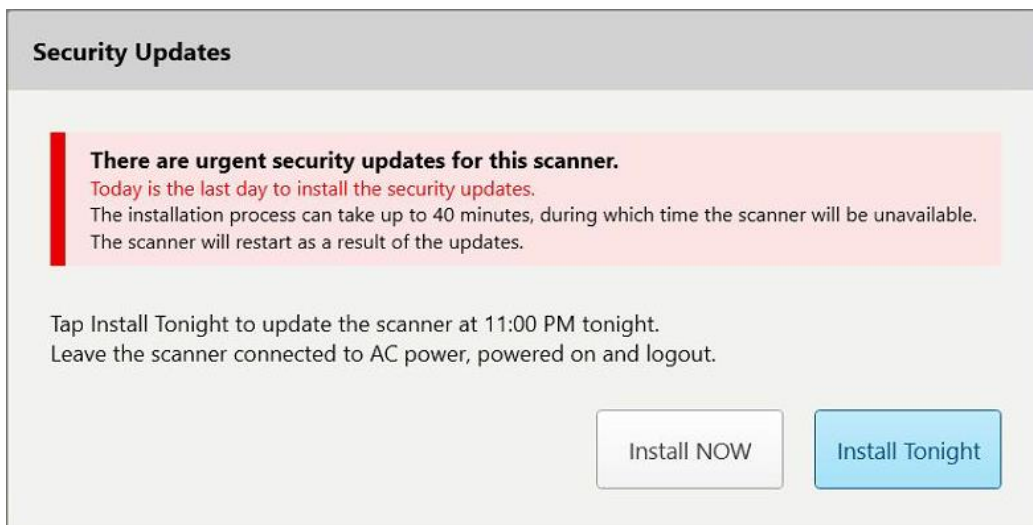 Security Updates
There are urgent security updates for this scanner.
Today is the last day to install the security updates.
The installation process can take up to 40 minutes, during which time the scanner will be unavailable.
The scanner will restart as a result of the updates.
Tap Install Tonight to update the scanner at 11:00 PM tonight.
Leave the scanner connected to AC power, powered on and logout.
Install NOW
Install Tonight